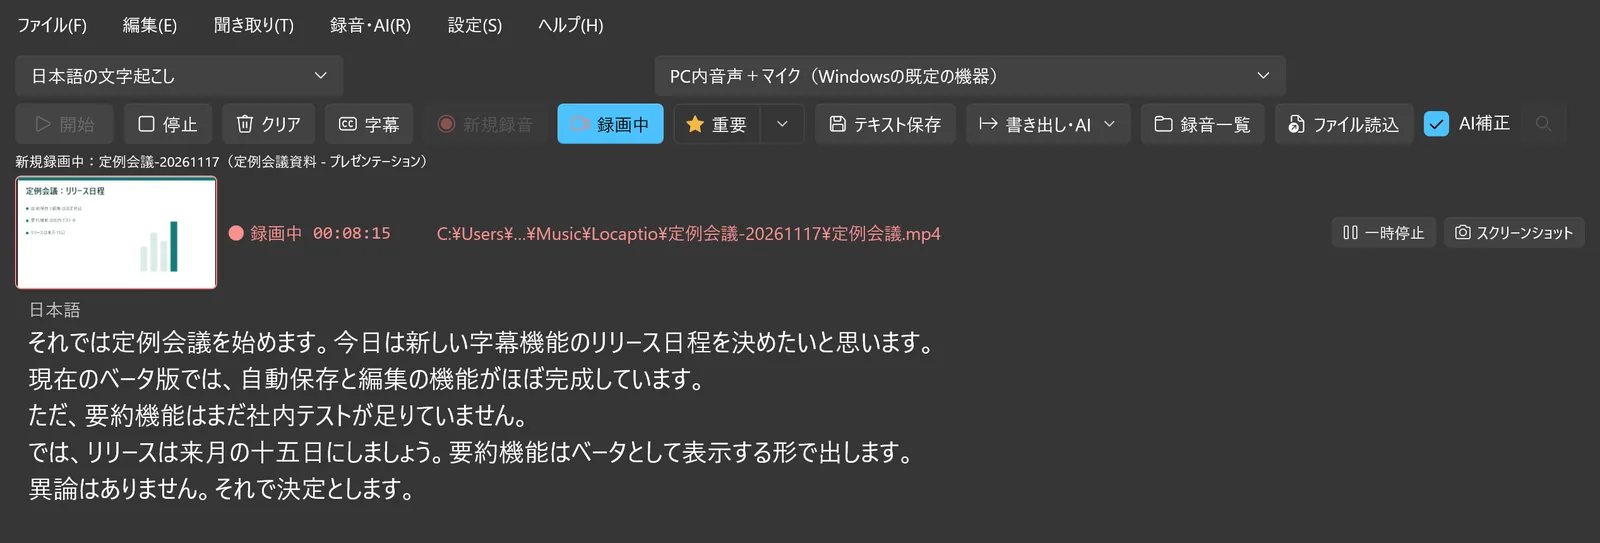 ファイル(F) 編集(E) 聞き取り(T) 録音・AI(R) 設定(S) ヘルプ(H)
日本語の文字起こし PC内音声＋マイク（Windowsの既定の機器）
開始 停止 クリア 字幕 新規録音 録画中 重要 テキスト保存 書き出し・AI 録音一覧 ファイル読込 AI補正
新規録画中：定例会議-20261117（定例会議資料 - プレゼンテーション）
定例会議：リリース日程
録画中 00:08:15 C:¥Users¥...¥Music¥Locaptio¥定例会議-20261117¥定例会議.mp4 一時停止 スクリーンショット
日本語
それでは定例会議を始めます。今日は新しい字幕機能のリリース日程を決めたいと思います。
現在のベータ版では、自動保存と編集の機能がほぼ完成しています。
ただ、要約機能はまだ社内テストが足りていません。
では、リリースは来月の十五日にしましょう。要約機能はベータとして表示する形で出します。
異論はありません。それで決定とします。